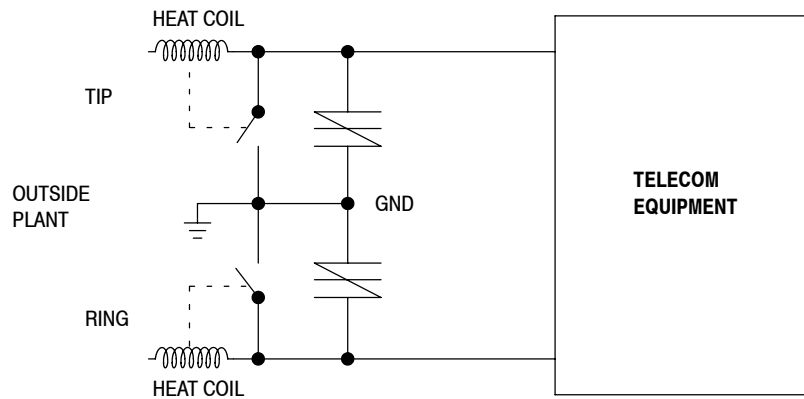 HEAT COIL
TIP
OUTSIDE
PLANT
GND
TELECOM
EQUIPMENT
RING
HEAT COIL